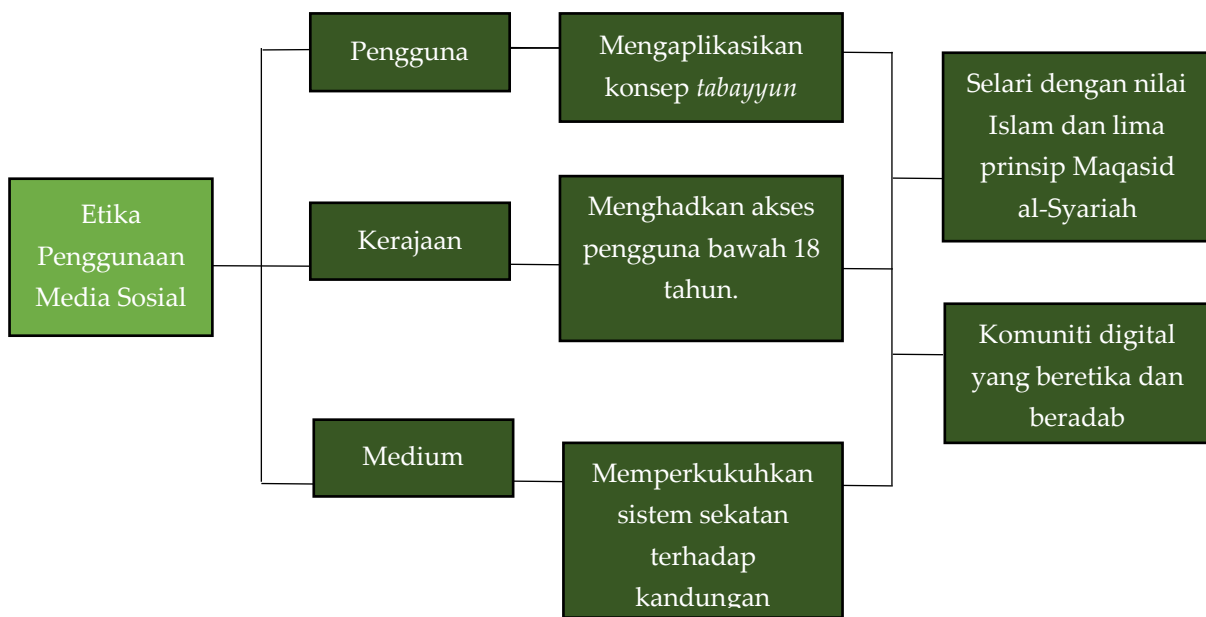 Etika
Penggunaan
Media Sosial
Pengguna
Mengaplikasikan
konsep tabayyun
Kerajaan
Menghadkan akses
pengguna bawah 18
tahun.
Medium
Memperkukuhkan
sistem sekatan
terhadap
kandungan
Selari dengan nilai
Islam dan lima
prinsip Maqasid
al-Syariah
Komuniti digital
yang beretika dan
beradab